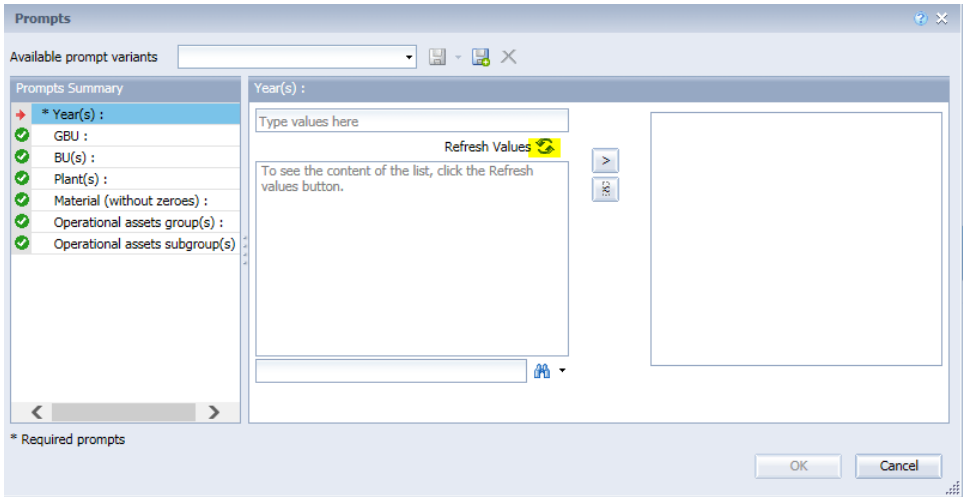 Prompts
Available prompt variants
Prompts Summary
* Year(s) :
GBU :
BU(s) :
Plant(s) :
Material (without zeroes) :
Operational assets group(s) :
Operational assets subgroup(s)
Year(s) :
Type values here
Refresh Values
To see the content of the list, click the Refresh
values button.
>
<
* Required prompts
OK
Cancel